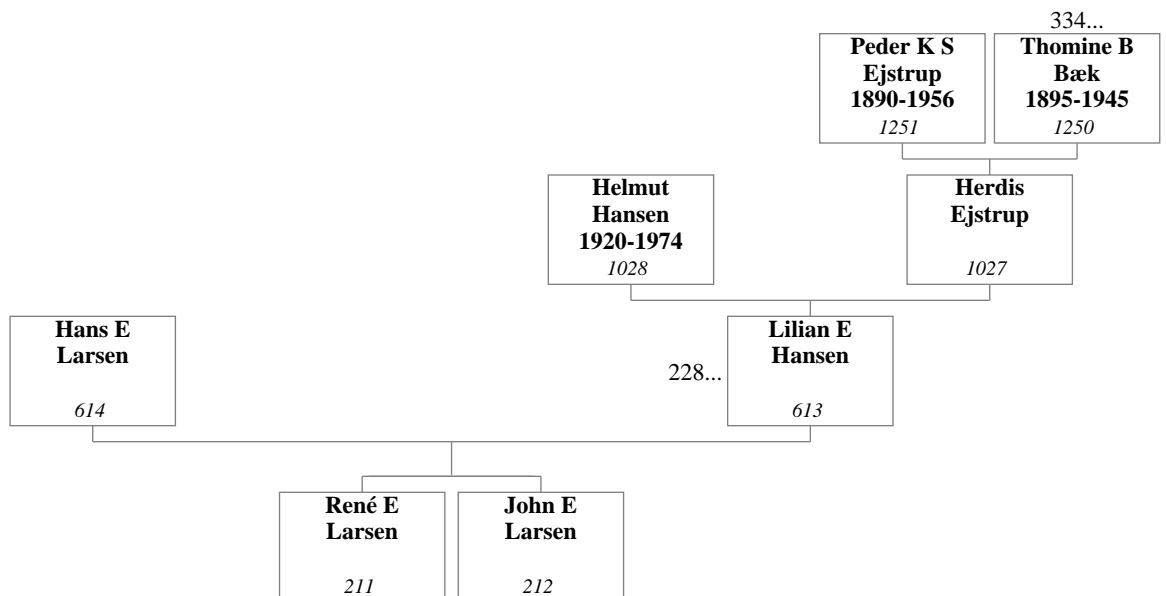 334...
Peder K S
Ejstrup
1890-1956
1251
Thomine B
Bæk
1895-1945
1250
Helmut
Hansen
1920-1974
1028
Herdis
Ejstrup
1027
Hans E
Larsen
614
228...
Lilian E
Hansen
613
René E
Larsen
211
John E
Larsen
212